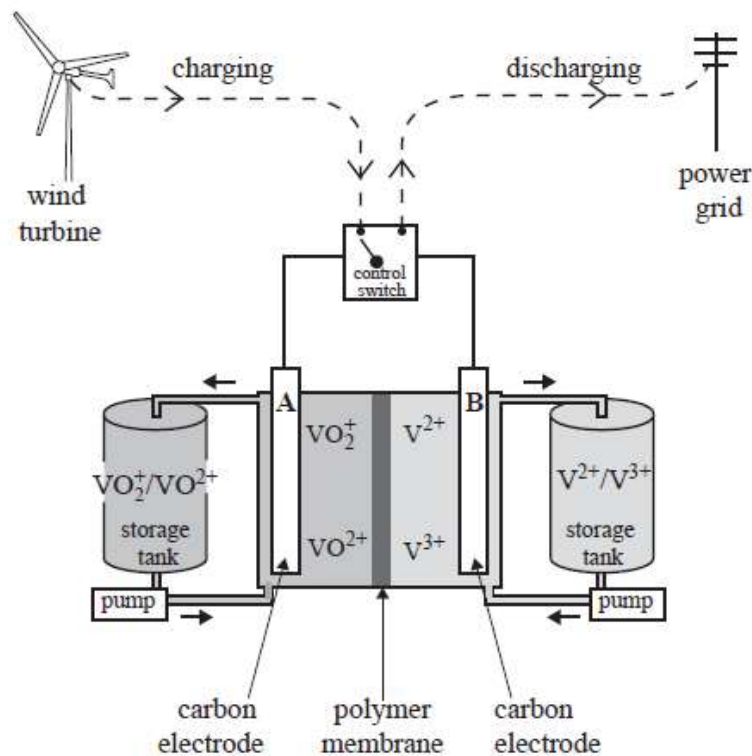 charging
discharging
wind
turbine
power
grid
control
switch
A
B
VO₂⁺
V²⁺
VO₂⁺/VO²⁺
V²⁺/V³⁺
storage
tank
storage
tank
VO²⁺
V³⁺
pump
pump
carbon
electrode
polymer
membrane
carbon
electrode